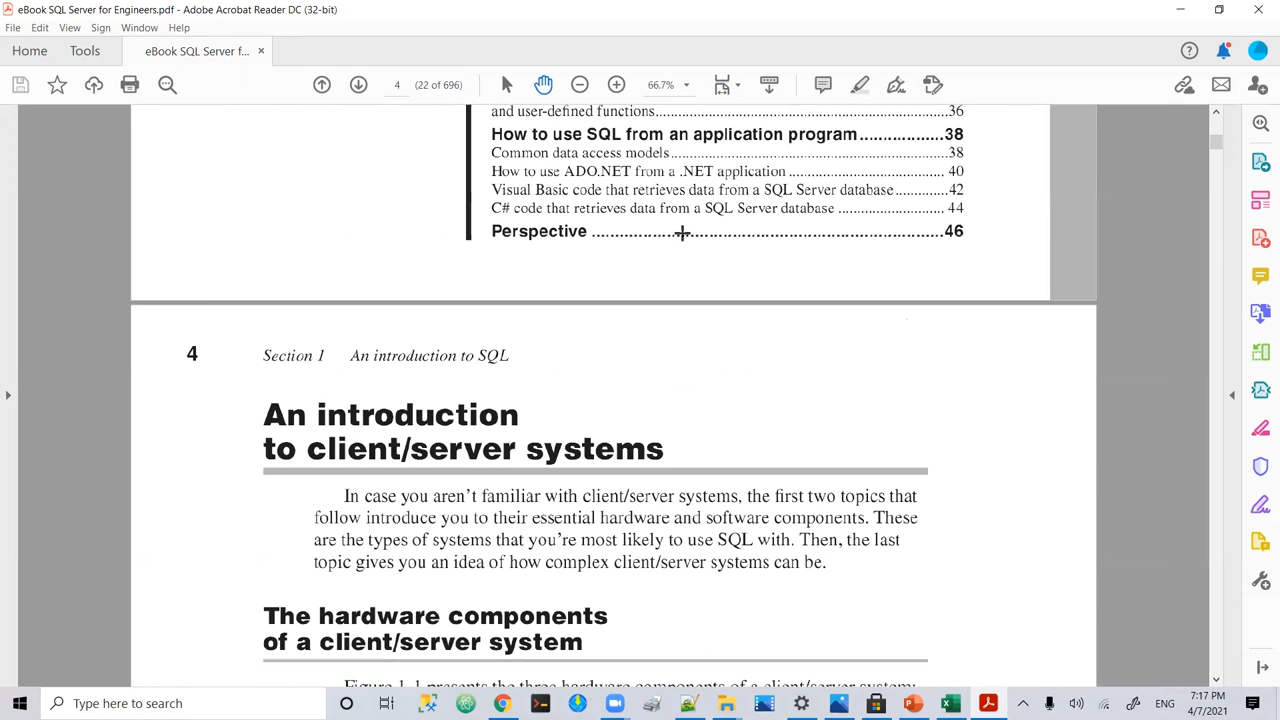 eBook SQL Server for Engineers.pdf - Adobe Acrobat Reader DC (32-bit)
File Edit View Sign Window Help
Home Tools eBook SQL Server f... ×
4 (22 of 696) 66.7%
and user-defined functions..........................................................................36
How to use SQL from an application program..................38
Common data access models........................................................................38
How to use ADO.NET from a .NET application ........................................ 40
Visual Basic code that retrieves data from a SQL Server database.............42
C# code that retrieves data from a SQL Server database ........................... 44
Perspective ..................................................................46
4 Section 1 An introduction to SQL
An introduction
to client/server systems
In case you aren't familiar with client/server systems, the first two topics that
follow introduce you to their essential hardware and software components. These
are the types of systems that you're most likely to use SQL with. Then, the last
topic gives you an idea of how complex client/server systems can be.
The hardware components
of a client/server system
Figure 1-1 presents the three hardware components of a client/server system:
Type here to search
ENG
7:17 PM
4/7/2021